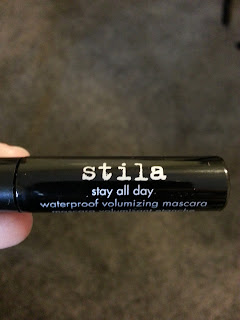 stila
stay all day
waterproof volumizing mascara